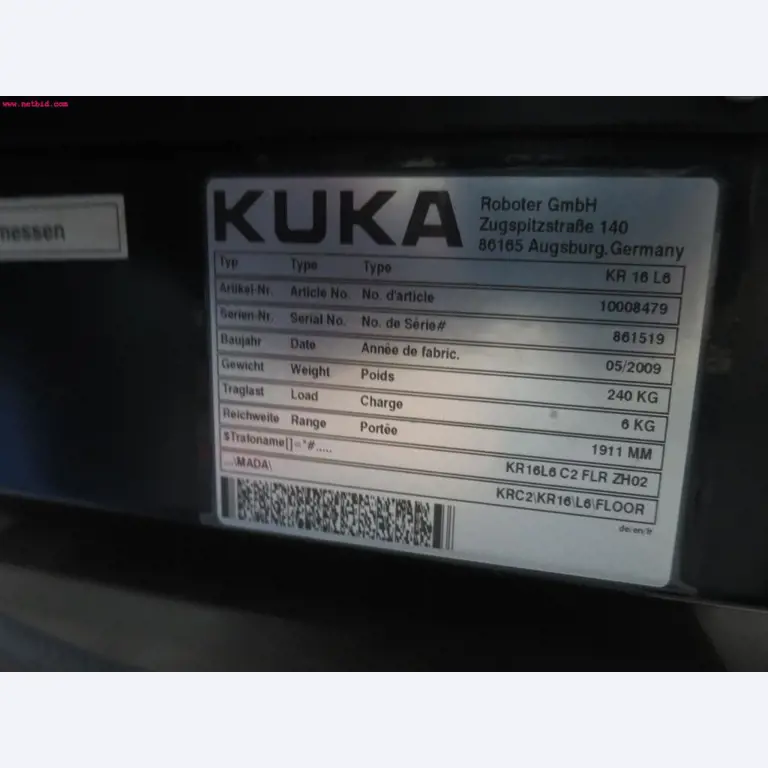 www.netbid.com
KUKA
Roboter GmbH
Zugspitzstraße 140
86165 Augsburg.Germany
nessen
Typ Type Type KR 16 L6
Artikel-Nr. Article No. No. d'article 10008479
Serien-Nr. Serial No. No. de Série# 861519
Baujahr Date Année de fabric. 05/2009
Gewicht Weight Poids 240 KG
Traglast Load Charge 6 KG
Reichweite Range Portée 1911 MM
$Trafoname[]="#..... KR16L6 C2 FLR ZH02
...\MADA\ KRC2\KR16\L6\FLOOR
de/en/fr